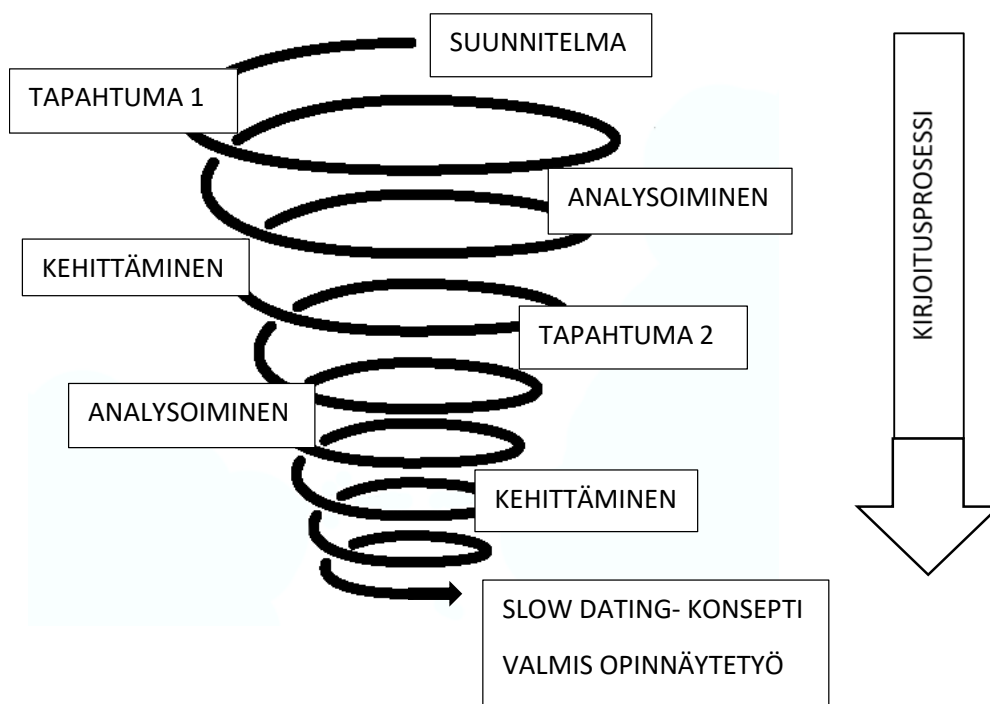 SUUNNITELMA
TAPAHTUMA 1
ANALYSOIMINEN
KEHITTÄMINEN
TAPAHTUMA 2
ANALYSOIMINEN
KEHITTÄMINEN
SLOW DATING- KONSEPTI
VALMIS OPINNÄYTETYÖ
KIRJOITUSPROSESSI